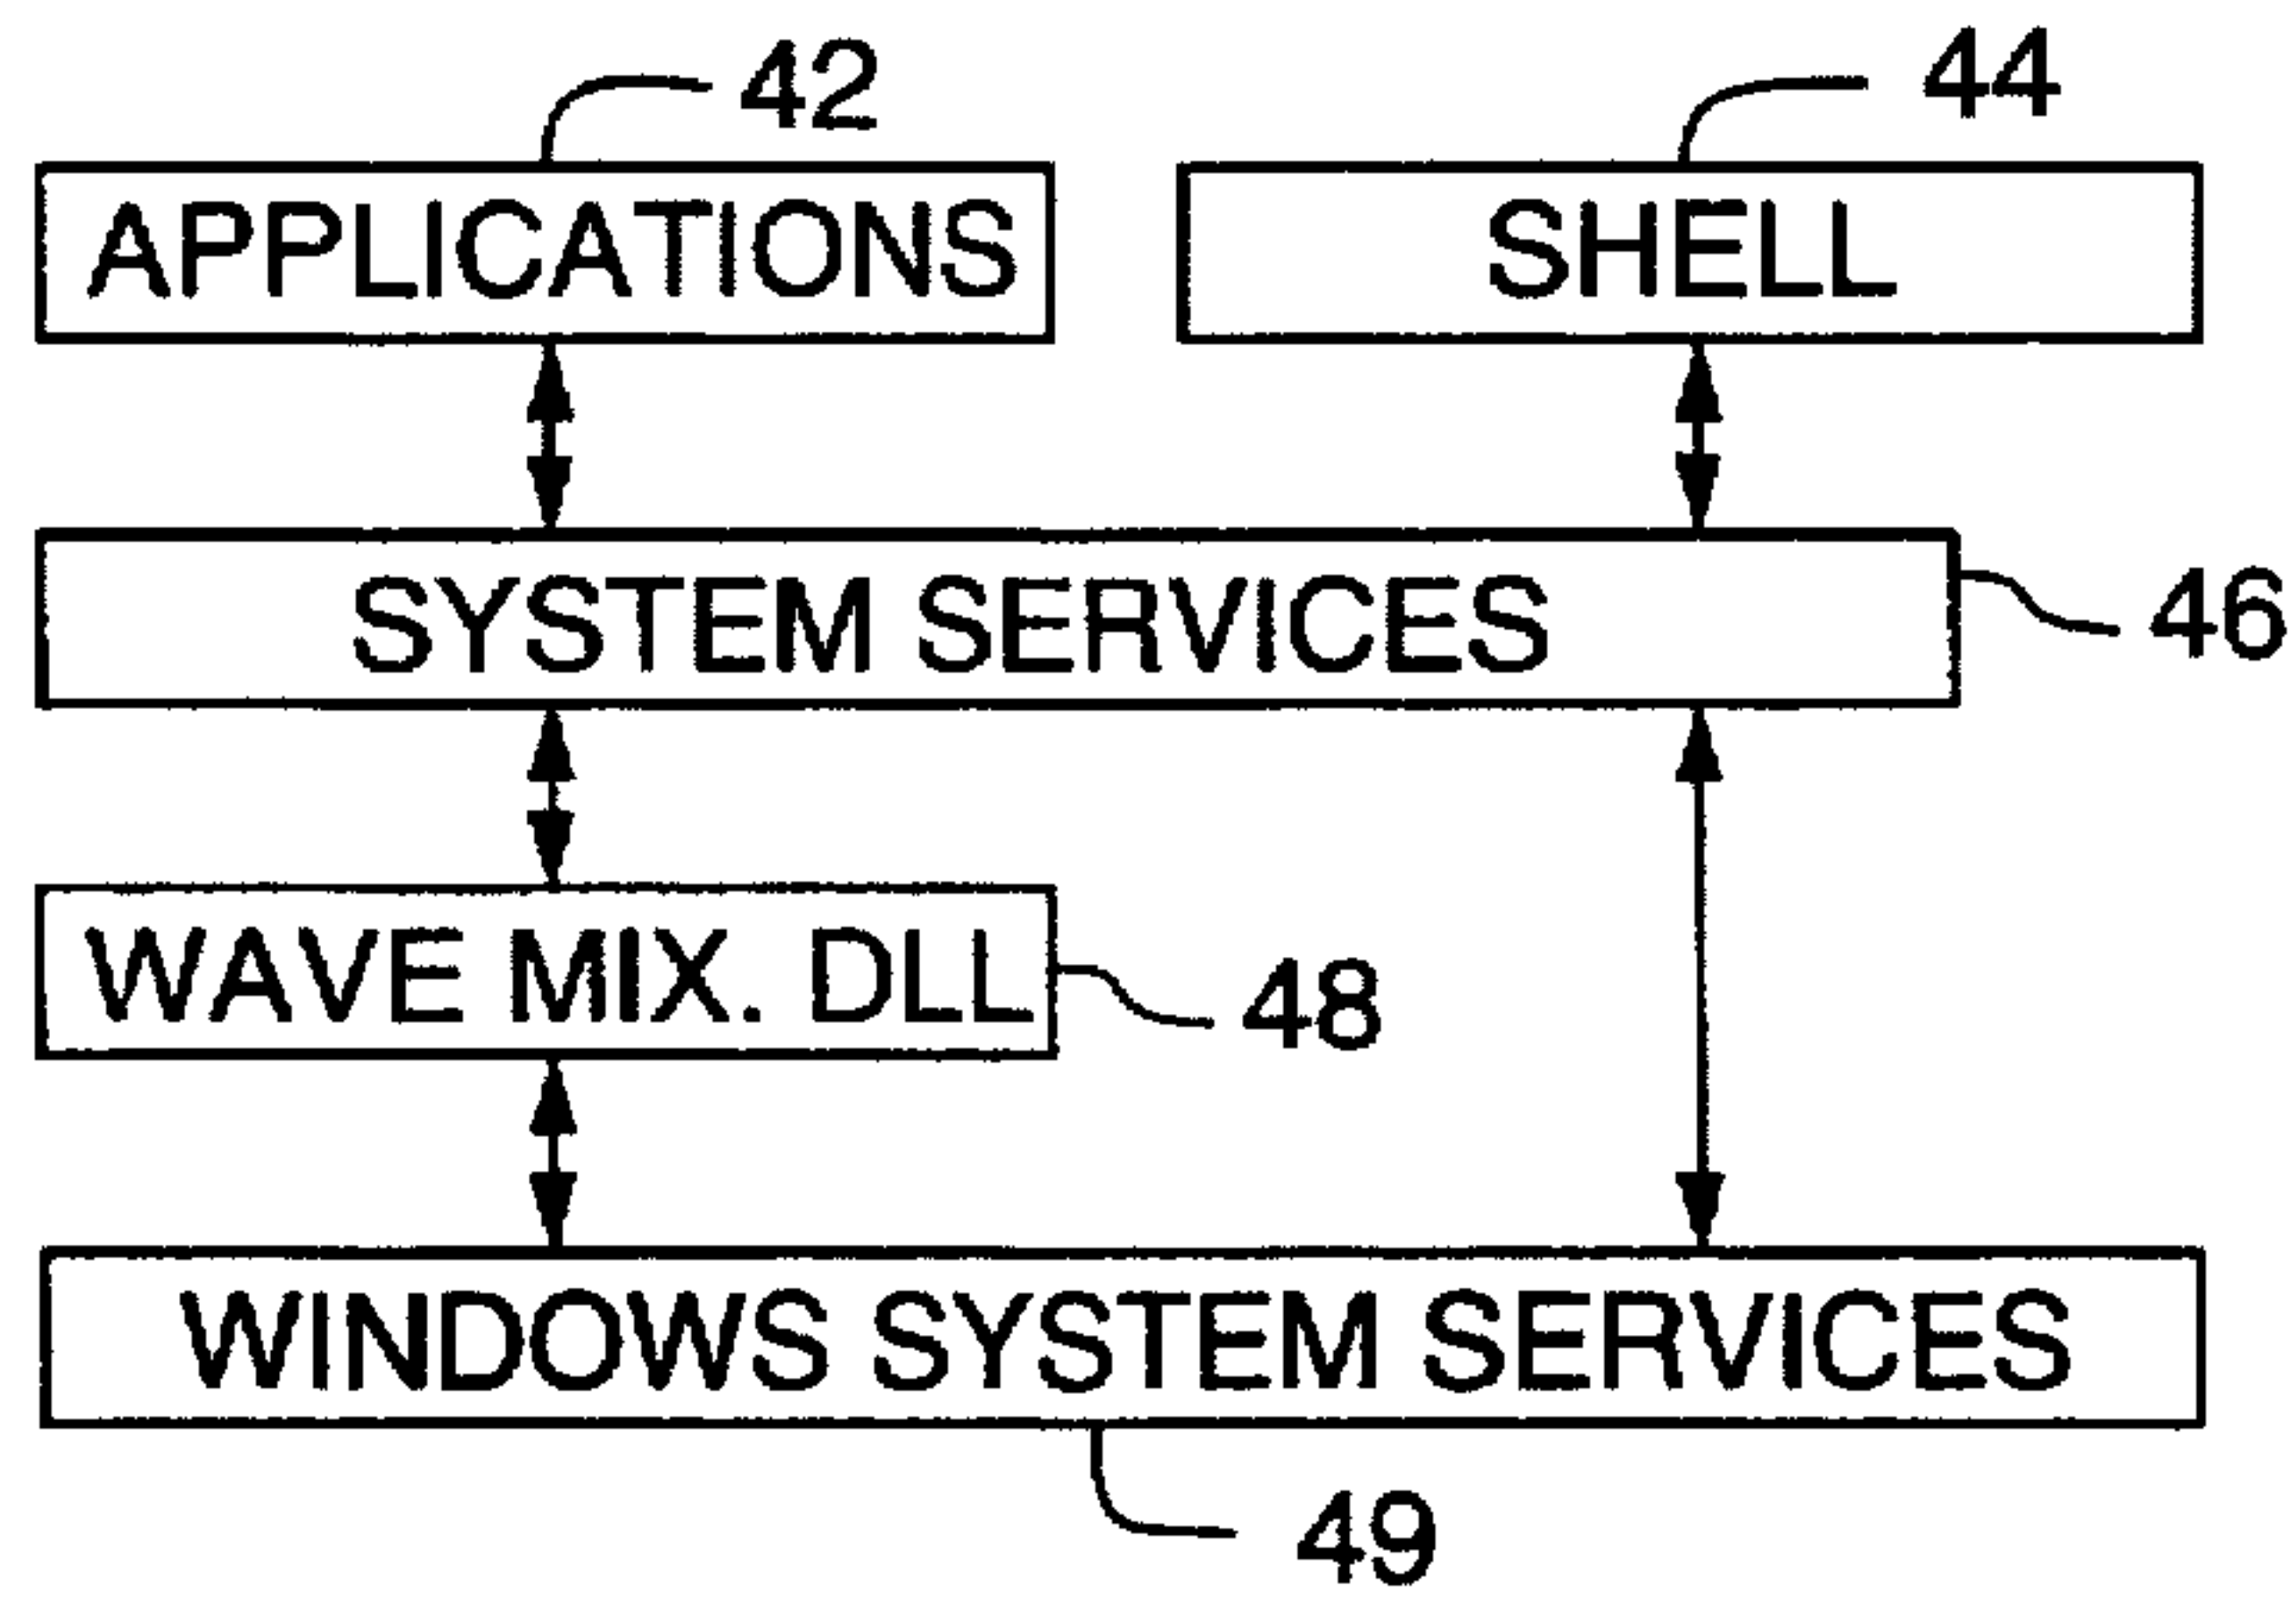 42
44
APPLICATIONS
SHELL
SYSTEM SERVICES
46
WAVE MIX. DLL
48
WINDOWS SYSTEM SERVICES
49